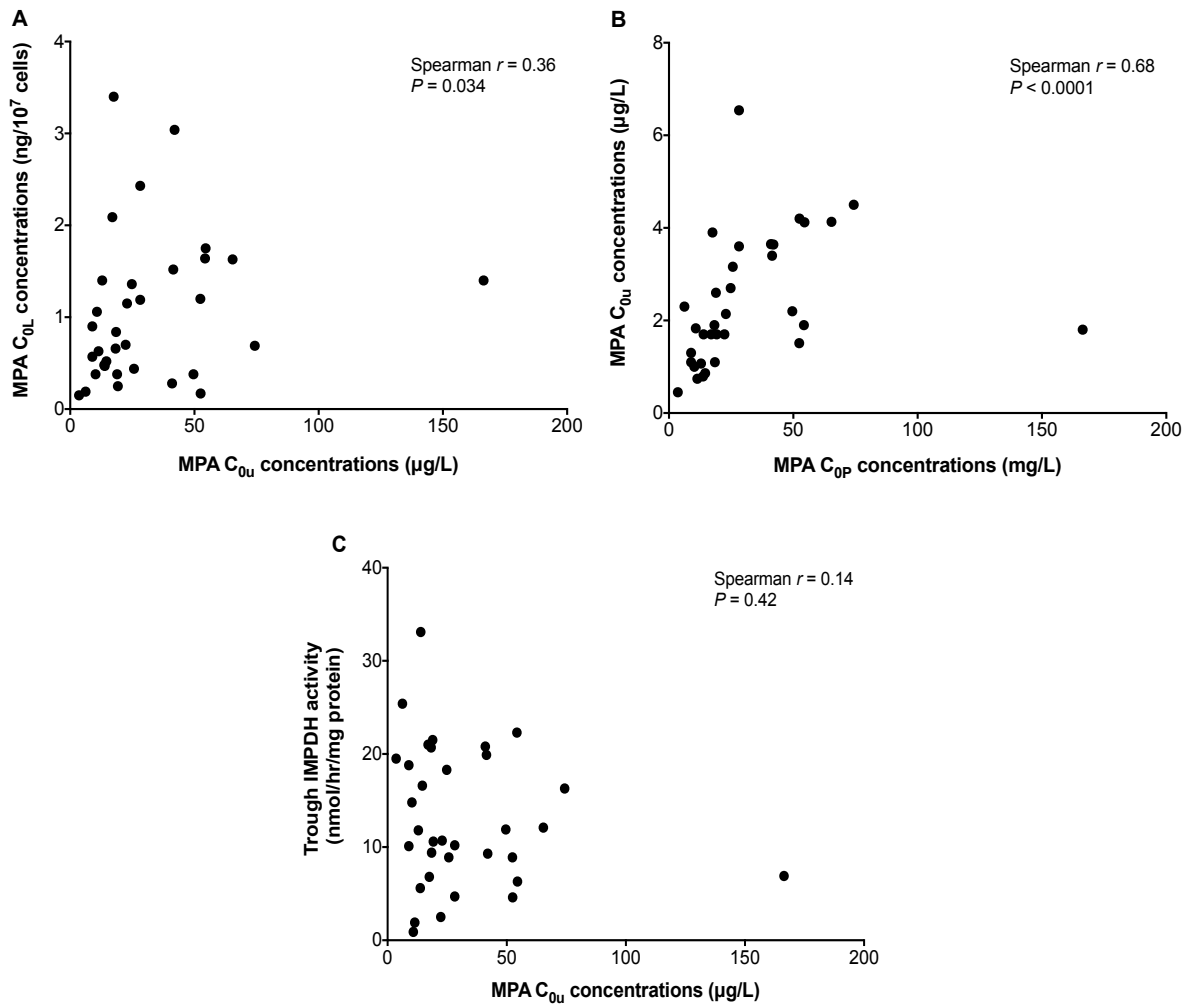 A
MPA C0L concentrations (ng/10⁷ cells)
4
3
2
1
0
Spearman r = 0.36
P = 0.034
0 50 100 150 200
MPA C0u concentrations (µg/L)
B
MPA C0u concentrations (µg/L)
8
6
4
2
0
Spearman r = 0.68
P < 0.0001
0 50 100 150 200
MPA C0P concentrations (mg/L)
C
Trough IMPDH activity
(nmol/hr/mg protein)
40
30
20
10
0
Spearman r = 0.14
P = 0.42
0 50 100 150 200
MPA C0u concentrations (µg/L)